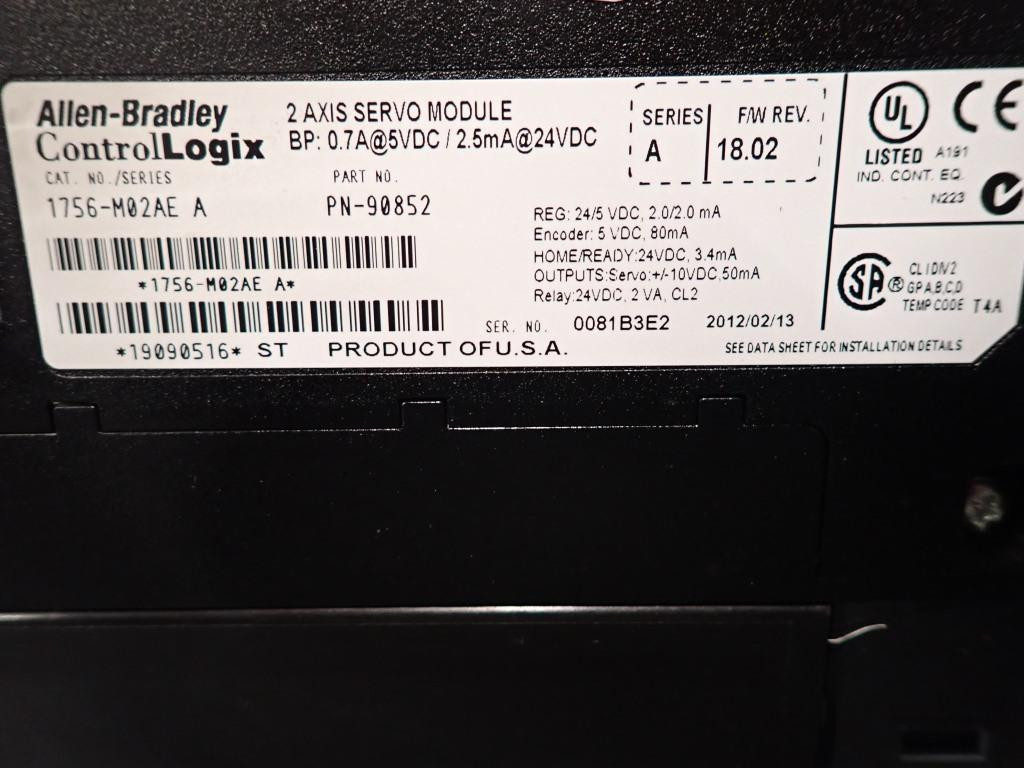 Allen-Bradley
ControlLogix
2 AXIS SERVO MODULE
BP: 0.7A@5VDC / 2.5mA@24VDC
CAT. NO./SERIES
PART NO.
1756-M02AE A
PN-90852
SERIES
F/W REV.
A
18.02
UL
LISTED A191
IND. CONT. EQ.
N223
CE
*1756-M02AE A*
REG: 24/5 VDC, 2.0/2.0 mA
Encoder: 5 VDC, 80mA
HOME/READY:24VDC, 3.4mA
OUTPUTS:Servo:+/-10VDC,50mA
Relay:24VDC, 2 VA, CL2
SA ®
CL I DIV2
GP A,B,C,D
TEMP CODE T4A
SER. NO. 0081B3E2 2012/02/13
*19090516* ST PRODUCT OF U.S.A.
SEE DATA SHEET FOR INSTALLATION DETAILS